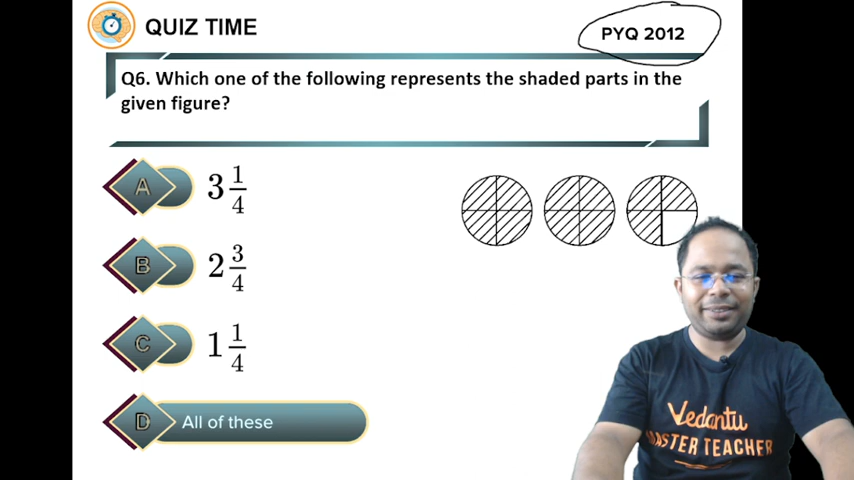 QUIZ TIME
PYQ 2012
Q6. Which one of the following represents the shaded parts in the
given figure?
A 3 1/4
B 2 3/4
C 1 1/4
D All of these
Vedantu
MASTER TEACHER